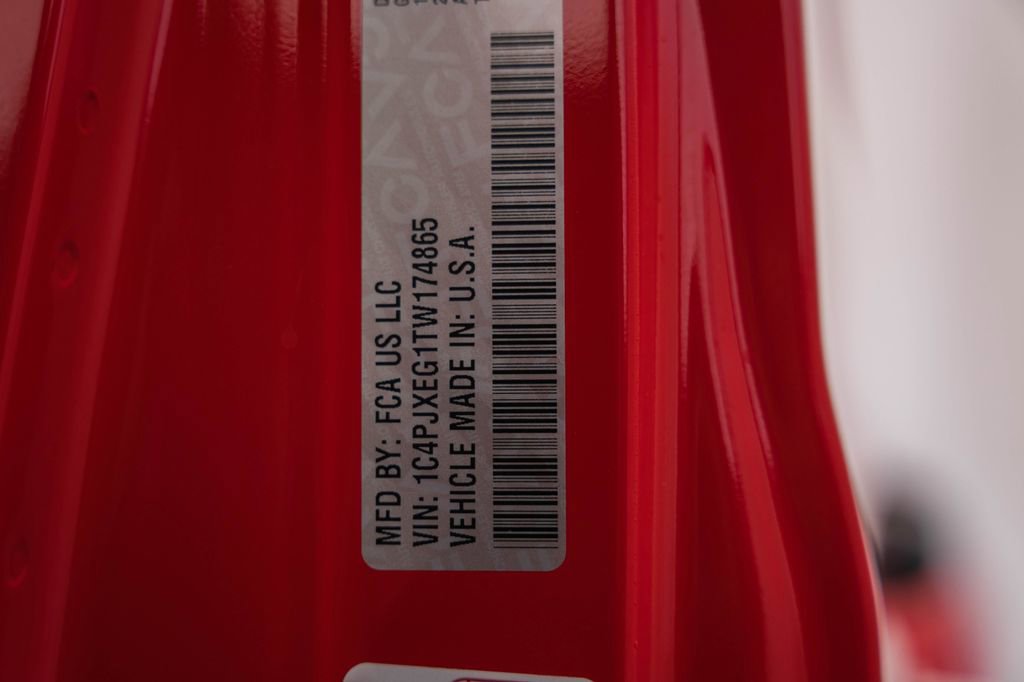 MFD BY: FCA US LLC
VIN: 1C4PJXEG1TW174865
VEHICLE MADE IN: U.S.A.